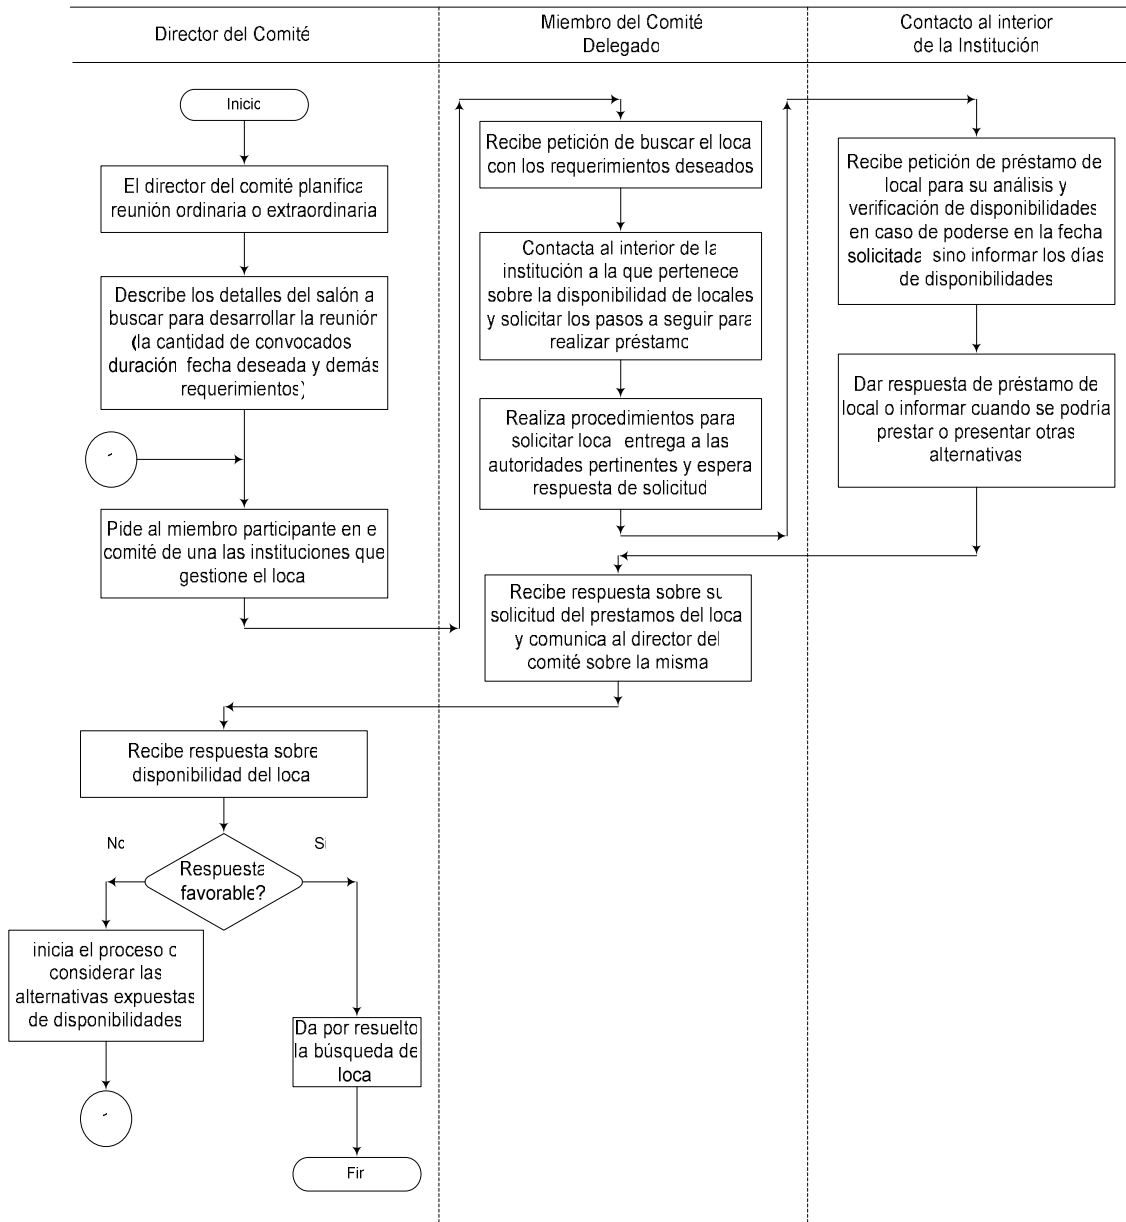 Director del Comité
Miembro del Comité
Delegado
Contacto al interior
de la Institución
Inicio
El director del comité planifica
reunión ordinaria o extraordinaria
Describe los detalles del salón a
buscar para desarrollar la reunión
(la cantidad de convocados
duración fecha deseada y demás
requerimientos)
Pide al miembro participante en e
comité de una las instituciones que
gestione el loca
Recibe petición de buscar el loca
con los requerimientos deseados
Contacta al interior de la
institución a la que pertenece
sobre la disponibilidad de locales
y solicitar los pasos a seguir para
realizar préstamo
Realiza procedimientos para
solicitar loca entrega a las
autoridades pertinentes y espera
respuesta de solicitud
Recibe petición de préstamo de
local para su análisis y
verificación de disponibilidades
en caso de poderse en la fecha
solicitada sino informar los días
de disponibilidades
Dar respuesta de préstamo de
local o informar cuando se podría
prestar o presentar otras
alternativas
Recibe respuesta sobre su
solicitud del prestamos del loca
y comunica al director del
comité sobre la misma
Recibe respuesta sobre
disponibilidad del loca
Respuesta
favorable?
No
Si
inicia el proceso o
considerar las
alternativas expuestas
de disponibilidades
Da por resuelto
la búsqueda de
loca
Fin